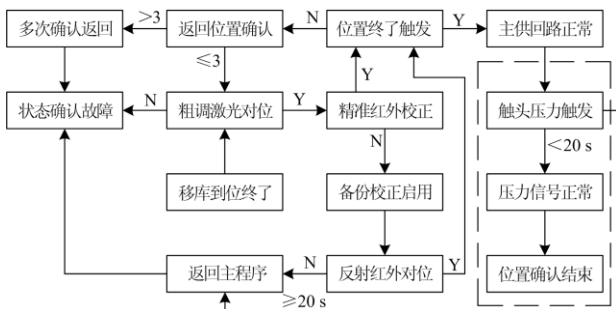 多次确认返回 >3 返回位置确认 N 位置终了触发 Y 主供回路正常
≤3 Y
状态确认故障 N 粗调激光对位 Y 精准红外校正 触头压力触发
N <20 s
移库到位终了 备份校正启用 压力信号正常
返回主程序 N 反射红外对位 Y 位置确认结束
≥20 s